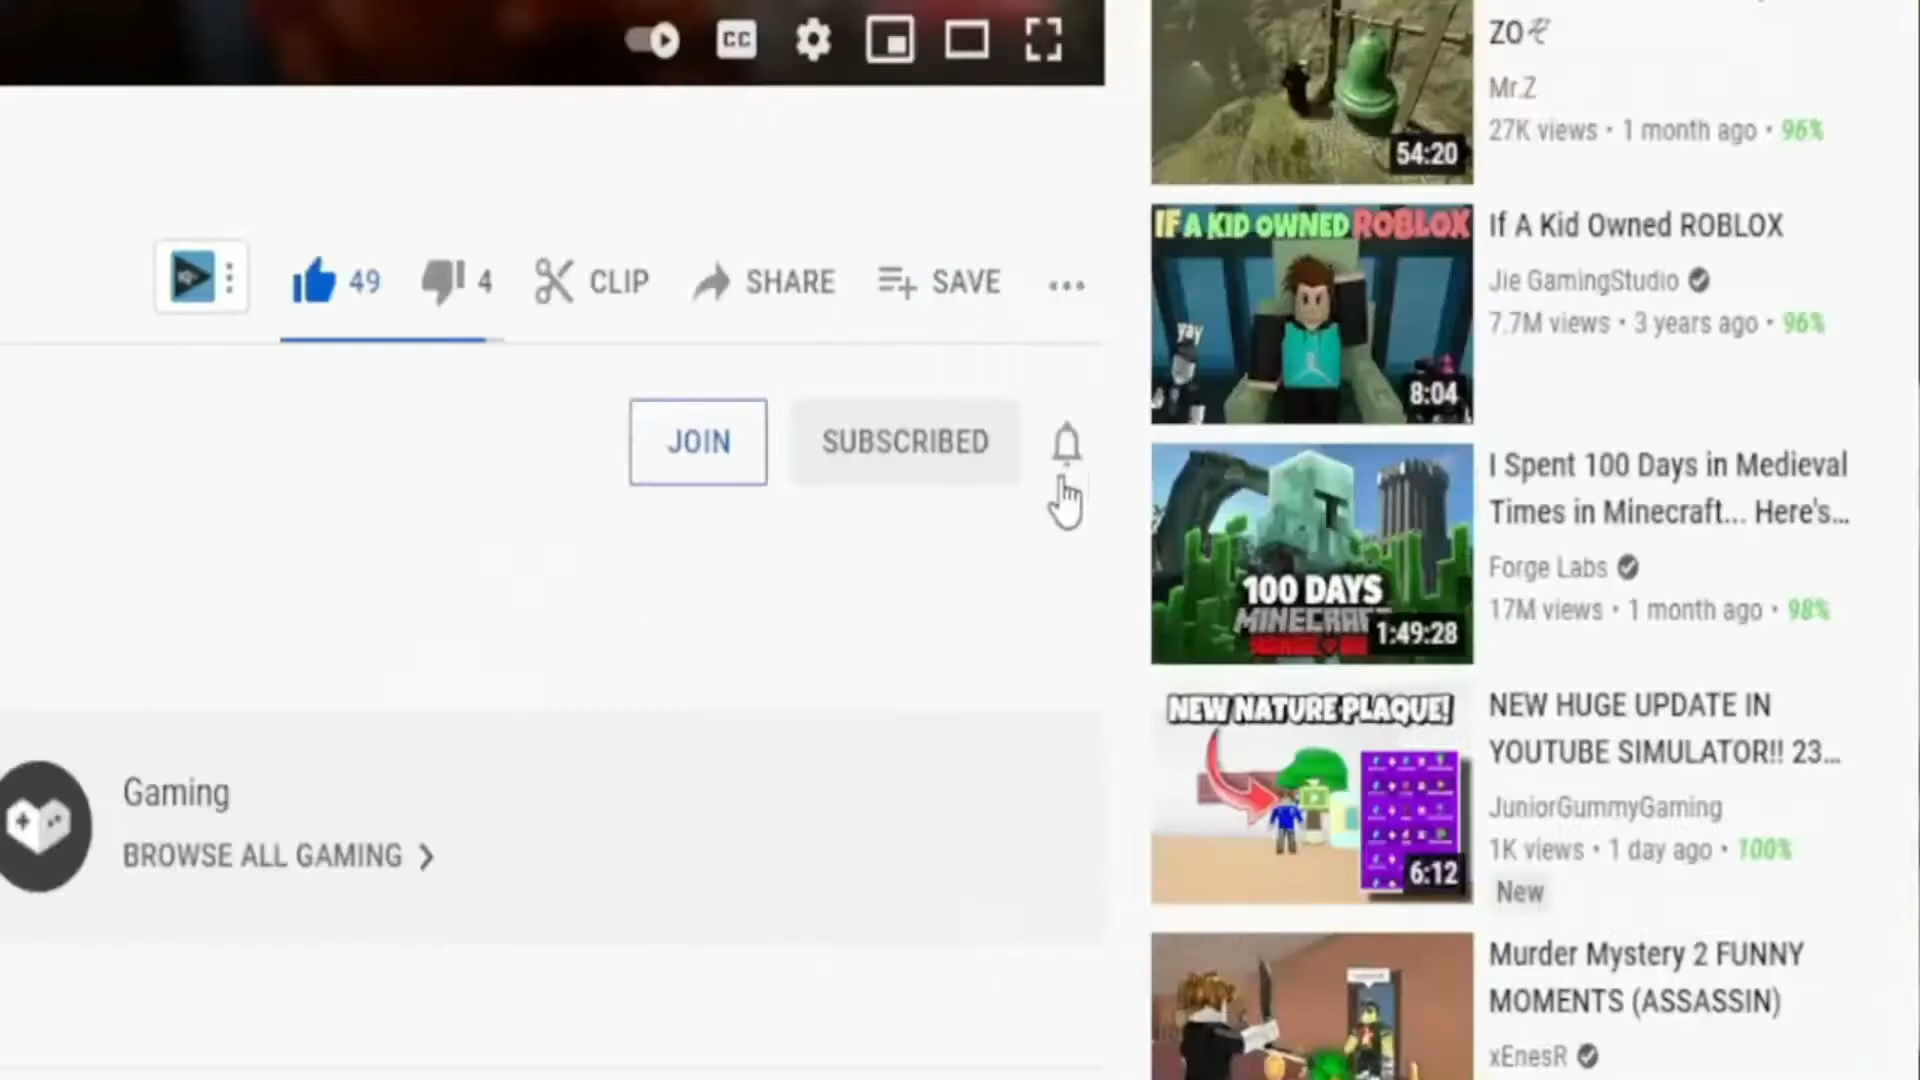 CC
49
4
CLIP
SHARE
SAVE
JOIN
SUBSCRIBED
Gaming
BROWSE ALL GAMING
54:20
ZOぞ
Mr.Z
27K views • 1 month ago • 96%
IF A KID OWNED ROBLOX
yay
8:04
If A Kid Owned ROBLOX
Jie GamingStudio
7.7M views • 3 years ago • 96%
100 DAYS
MINECRAFT
1:49:28
I Spent 100 Days in Medieval
Times in Minecraft... Here's...
Forge Labs
17M views • 1 month ago • 98%
NEW NATURE PLAQUE!
6:12
NEW HUGE UPDATE IN
YOUTUBE SIMULATOR!! 23...
JuniorGummyGaming
1K views • 1 day ago • 100%
New
Murder Mystery 2 FUNNY
MOMENTS (ASSASSIN)
xEnesR